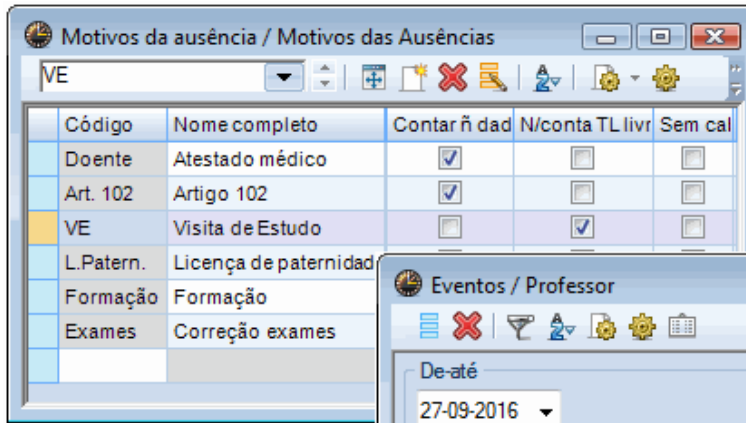 Motivos da ausência / Motivos das Ausências
VE
Código Nome completo Contar ñ dad N/conta TL livr Sem cal
Doente Atestado médico
Art. 102 Artigo 102
VE Visita de Estudo
L.Patern. Licença de paternidad
Formação Formação
Exames Correção exames
Eventos / Professor
De-até
27-09-2016